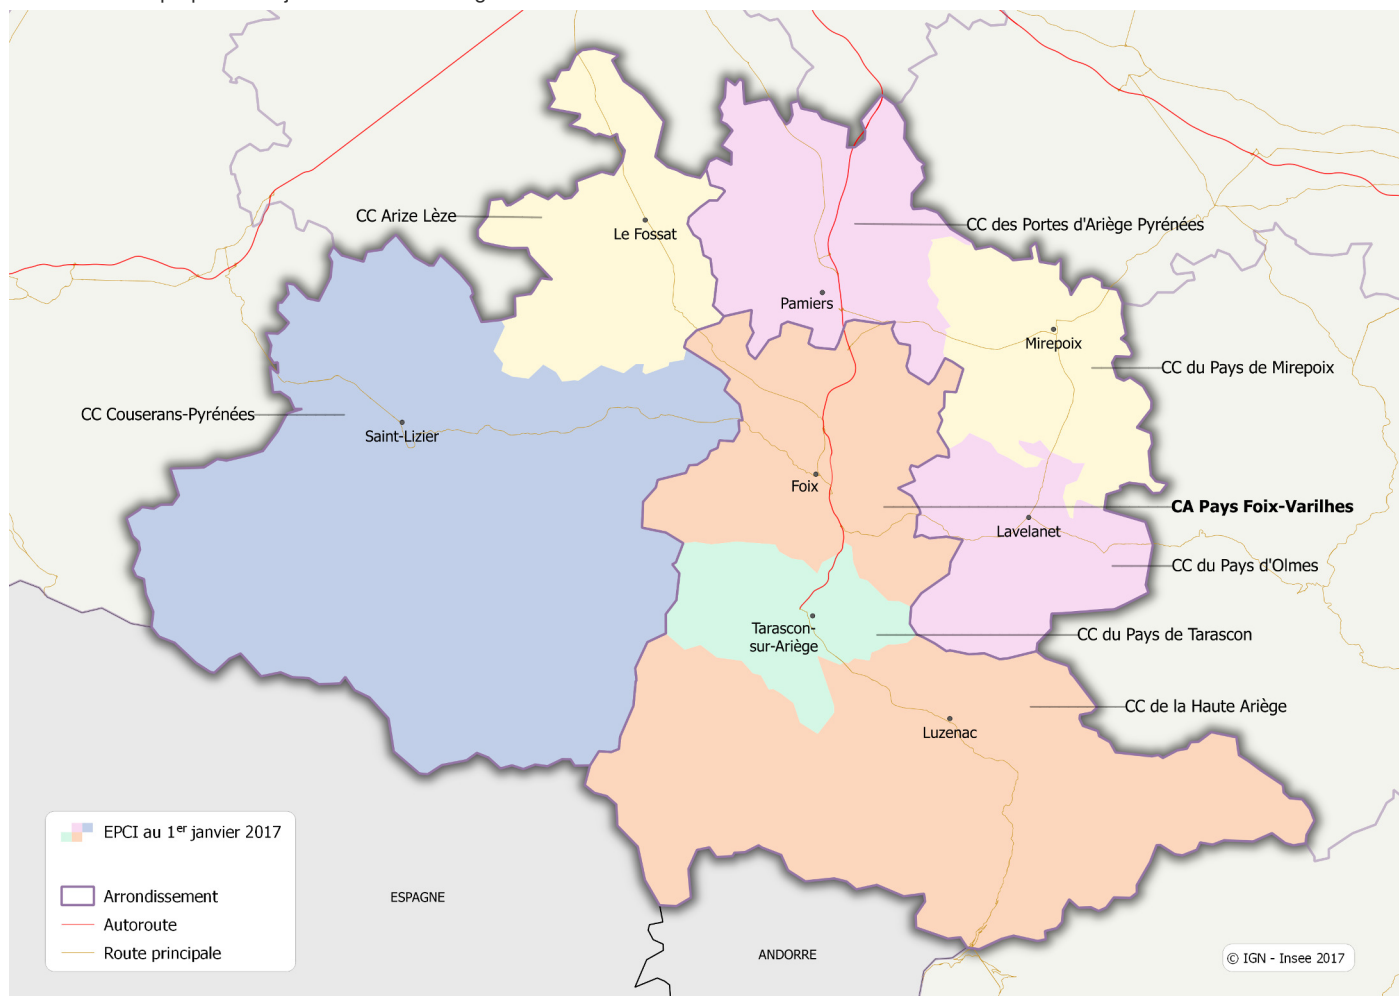 CC Arize Lèze
Le Fossat
CC des Portes d'Ariège Pyrénées
Pamiers
Mirepoix
CC du Pays de Mirepoix
CC Couserans-Pyrénées
Saint-Lizier
Foix
CA Pays Foix-Varilhes
Lavelanet
CC du Pays d'Olmes
Tarascon-
sur-Ariège
CC du Pays de Tarascon
CC de la Haute Ariège
Luzenac
EPCI au 1er janvier 2017
Arrondissement
Autoroute
Route principale
ESPAGNE
ANDORRE
© IGN - Insee 2017